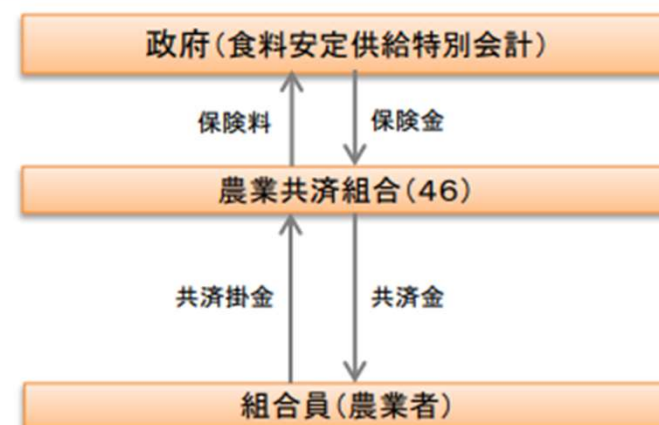 政府（食料安定供給特別会計）
保険料
保険金
農業共済組合（46）
共済掛金
共済金
組合員（農業者）